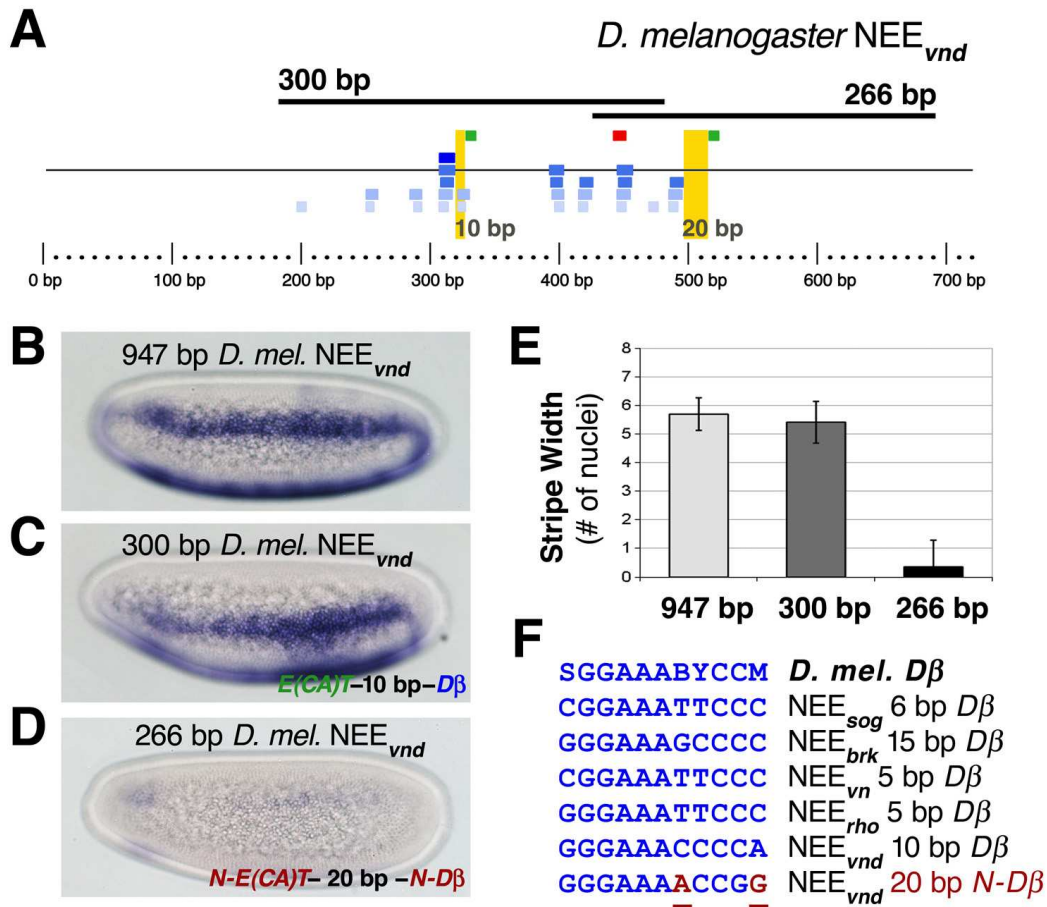 A
D. melanogaster NEEvnd
300 bp
266 bp
10 bp
20 bp
0 bp
100 bp
200 bp
300 bp
400 bp
500 bp
600 bp
700 bp
B
947 bp D. mel. NEEvnd
C
300 bp D. mel. NEEvnd
E(CA)T–10 bp–Dβ
D
266 bp D. mel. NEEvnd
N-E(CA)T– 20 bp –N-Dβ
E
Stripe Width
(# of nuclei)
8
7
6
5
4
3
2
1
0
947 bp
300 bp
266 bp
F
SGGAAABYCCM D. mel. Dβ
CGGAAATTCCC NEEsog 6 bp Dβ
GGGAAAGCCCC NEEbrk 15 bp Dβ
CGGAAATTCCC NEEvn 5 bp Dβ
GGGAAATTCCC NEErho 5 bp Dβ
GGGAAACCCCA NEEvnd 10 bp Dβ
GGGAAAACCGG NEEvnd 20 bp N-Dβ